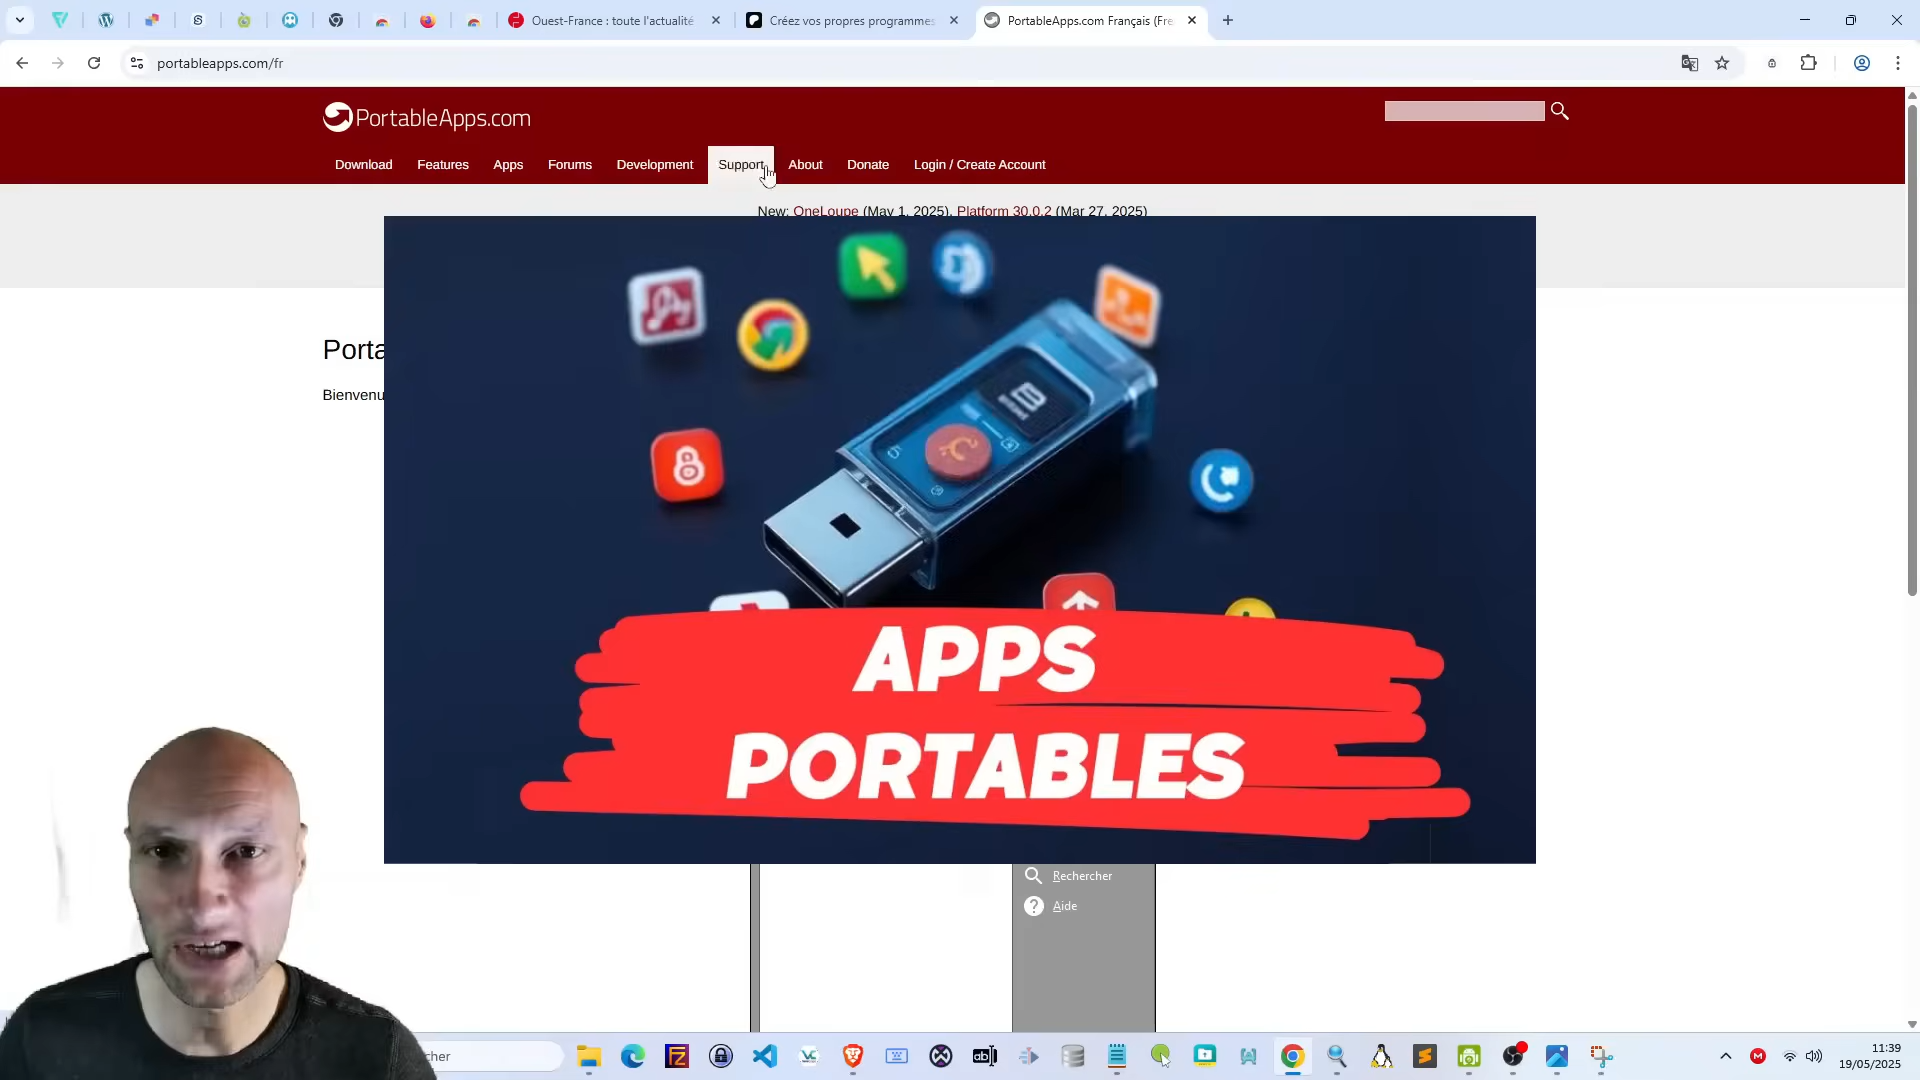 Ouest-France : toute l'actualité
Créez vos propres programmes
PortableApps.com Français (Fre
portableapps.com/fr
PortableApps.com
Download
Features
Apps
Forums
Development
Support
About
Donate
Login / Create Account
New: OneLoupe (May 1, 2025), Platform 30.0.2 (Mar 27, 2025)
Porta
Bienvenu
APPS
PORTABLES
Rechercher
Aide
cher
11:39
19/05/2025